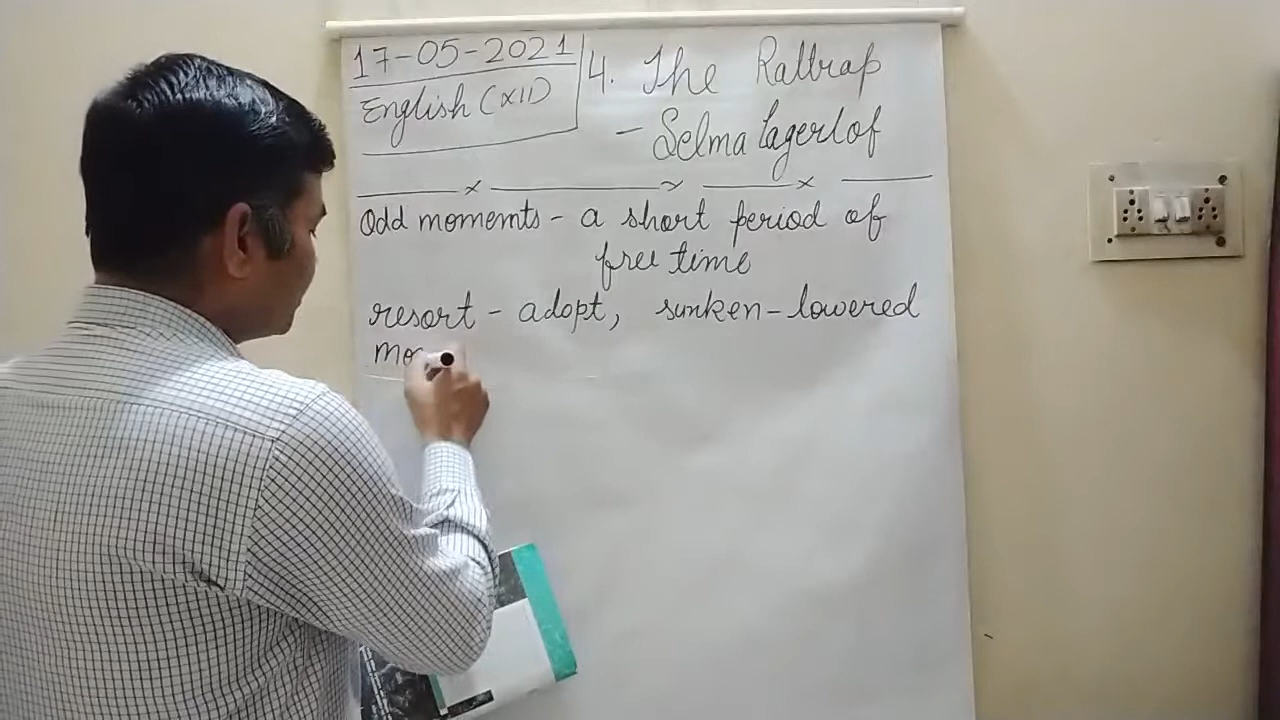 17-05-2021
English (XII)
4. The Rattrap
- Selma Lagerlof
Odd moments - a short period of
free time
resort - adopt, sunken - lowered
mo